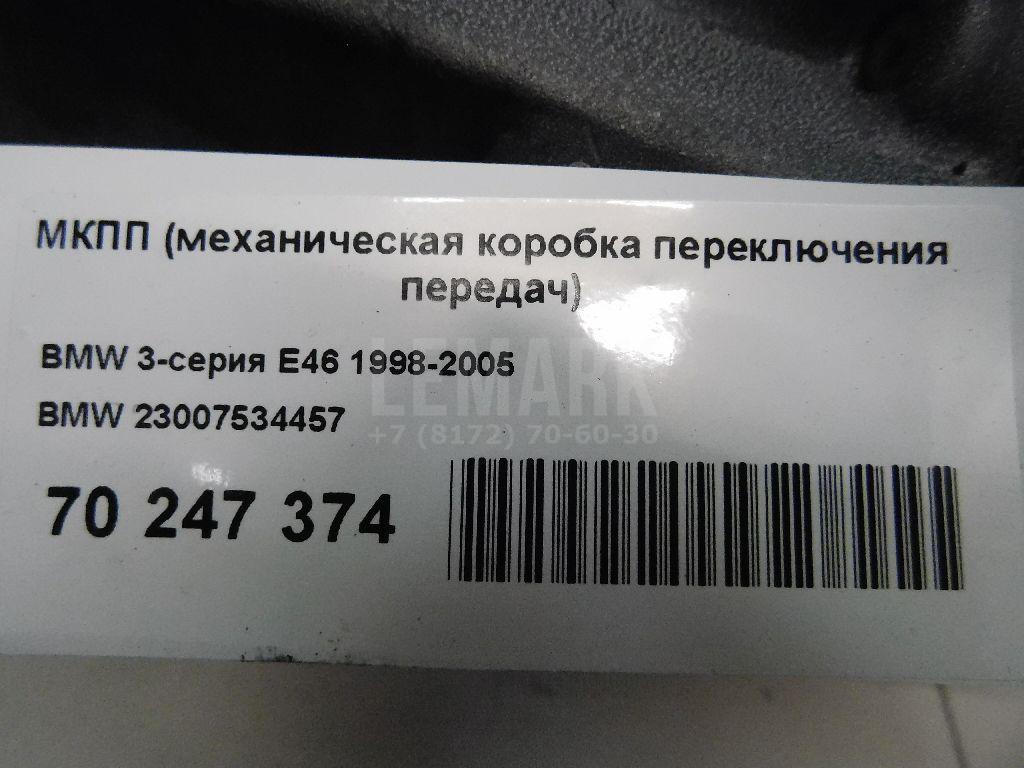 МКПП (механическая коробка переключения
передач)
BMW 3-серия E46 1998-2005
LEMARK
BMW 23007534457
+7 (8172) 70-60-30
70 247 374